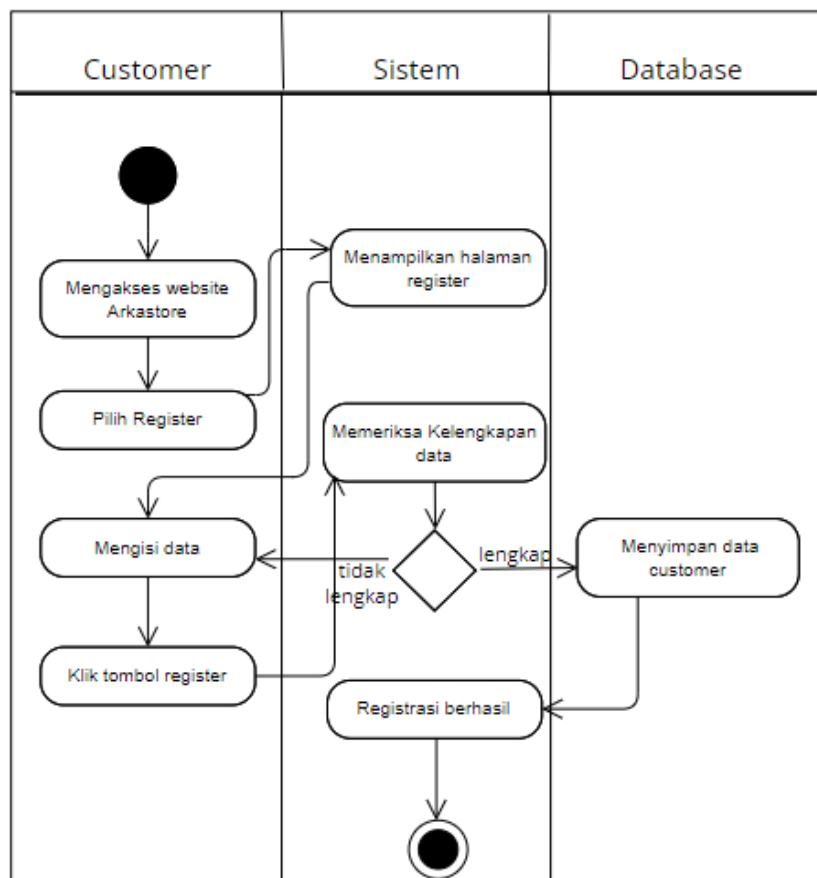 Customer
Sistem
Database
Mengakses website
Arkastore
Menampilkan halaman
register
Pilih Register
Memeriksa Kelengkapan
data
Mengisi data
tidak
lengkap
lengkap
Menyimpan data
customer
Klik tombol register
Registrasi berhasil